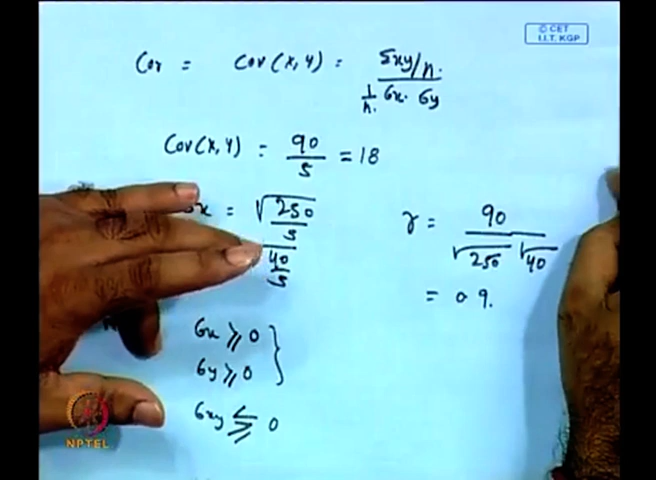 © CET
I.I.T. KGP
Cor = Cov(x,y) = Σxy/n. / 1/n. σx. σy
Cov(x,y) = 90/5 = 18
x = √250/5
40/5
r = 90 / √250 √40
= 0 9.
σx ≥ 0
σy ≥ 0 }
σxy ≤≥ 0
NPTEL